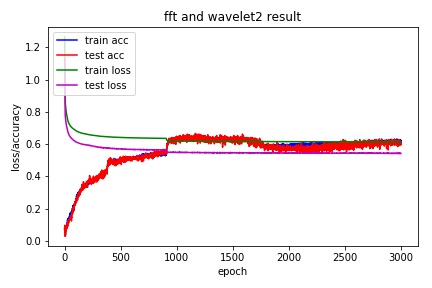 fft and wavelet2 result
train acc
test acc
train loss
test loss
1.2
1.0
0.8
0.6
0.4
0.2
0.0
loss/accuracy
0
500
1000
1500
2000
2500
3000
epoch